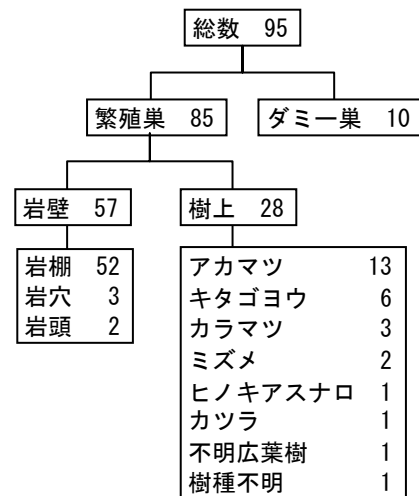 総数 95
繁殖巣 85
ダミー巣 10
岩壁 57
樹上 28
岩棚 52
岩穴 3
岩頭 2
アカマツ 13
キタゴヨウ 6
カラマツ 3
ミズメ 2
ヒノキアスナロ 1
カツラ 1
不明広葉樹 1
樹種不明 1